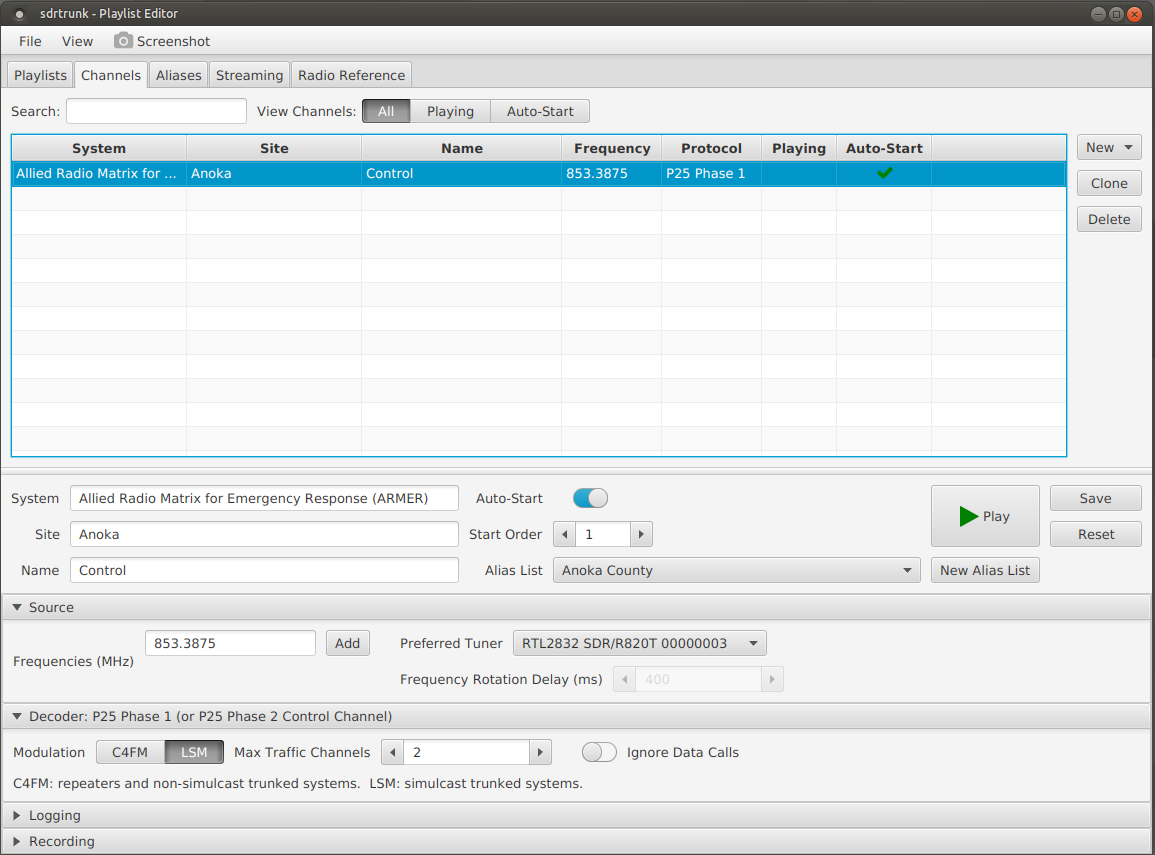 sdrtrunk - Playlist Editor
File View Screenshot
Playlists Channels Aliases Streaming Radio Reference
Search: View Channels: All Playing Auto-Start
System Site Name Frequency Protocol Playing Auto-Start
New
Allied Radio Matrix for ... Anoka Control 853.3875 P25 Phase 1
Clone
Delete
System Allied Radio Matrix for Emergency Response (ARMER) Auto-Start
Play
Save
Site Anoka Start Order 1
Reset
Name Control Alias List Anoka County New Alias List
Source
Frequencies (MHz) 853.3875 Add Preferred Tuner RTL2832 SDR/R820T 00000003
Frequency Rotation Delay (ms) 400
Decoder: P25 Phase 1 (or P25 Phase 2 Control Channel)
Modulation C4FM LSM Max Traffic Channels 2 Ignore Data Calls
C4FM: repeaters and non-simulcast trunked systems.  LSM: simulcast trunked systems.
Logging
Recording